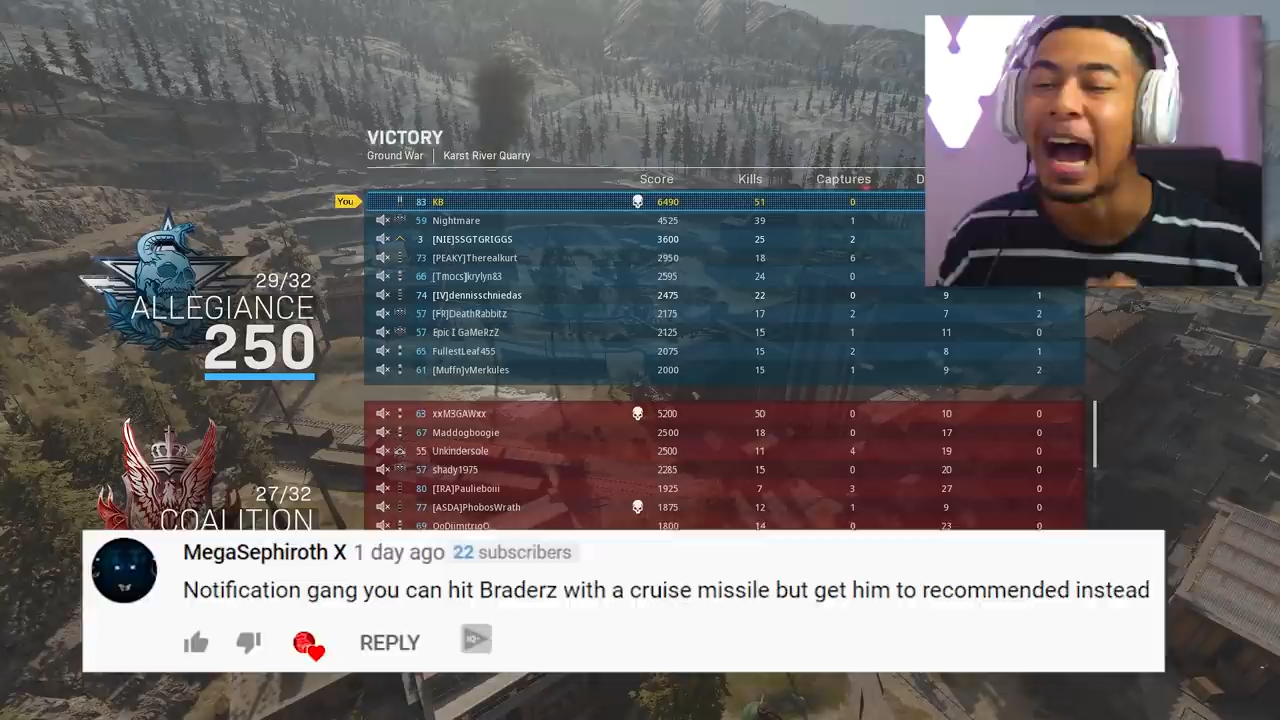 VICTORY
Ground War | Karst River Quarry
Score Kills Captures D
You 83 KB 6490 51 0
59 Nightmare 4525 39 1
3 [NIE]SSGTGRIGGS 3600 25 2
73 [PEAKY]Therealkurt 2950 18 6
66 [Tmocs]krylyn83 2595 24 0
74 [IV]dennisschniedas 2475 22 0 9 1
57 [FR]DeathRabbitz 2175 17 2 7 2
57 Epic I GaMeRzZ 2125 15 1 11 0
65 FullestLeaf455 2075 15 2 8 1
61 [Muffn]vMerkules 2000 15 1 9 2
29/32
ALLEGIANCE
250
63 xxM3GAWxx 5200 50 0 10 0
67 Maddogboogie 2500 18 0 17 0
55 Unkindersole 2500 11 4 19 0
57 shady1975 2285 15 0 20 0
80 [IRA]Paulieboiii 1925 7 3 27 0
77 [ASDA]PhobosWrath 1875 12 1 9 0
69 1800 14 0 23 0
27/32
COALITION
MegaSephiroth X 1 day ago 22 subscribers
Notification gang you can hit Braderz with a cruise missile but get him to recommended instead
REPLY